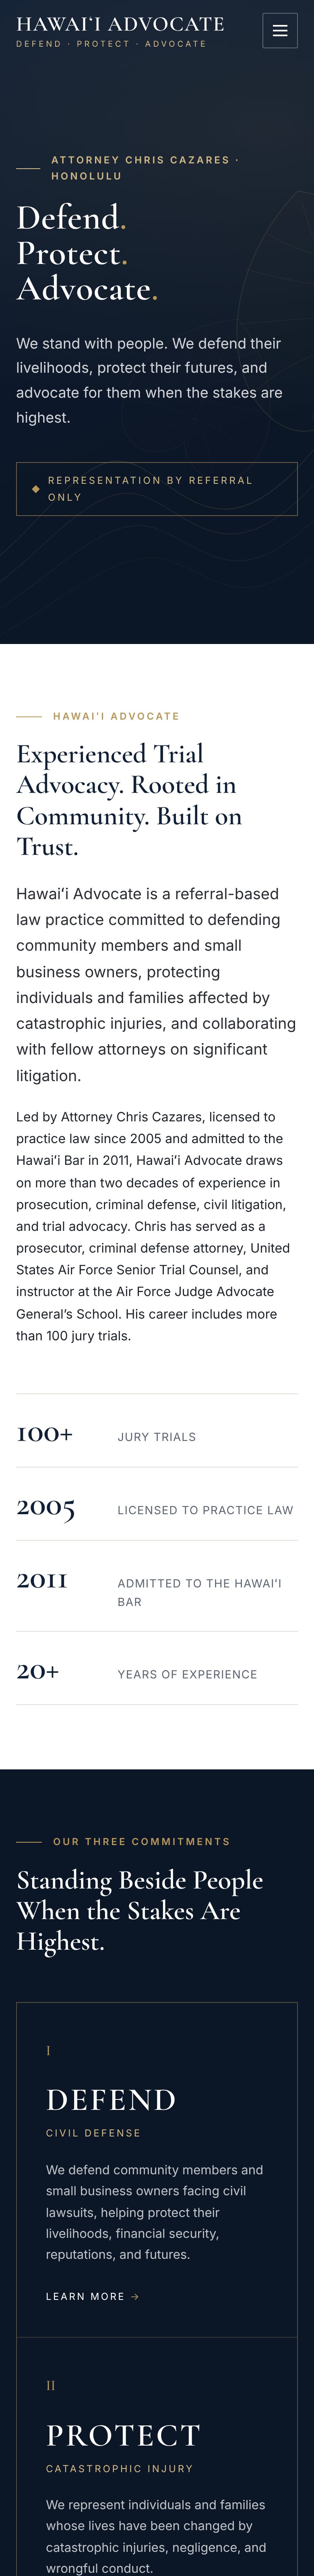 HAWAIʻI ADVOCATE
DEFEND · PROTECT · ADVOCATE
ATTORNEY CHRIS CAZARES ·
HONOLULU
Defend.
Protect.
Advocate.
We stand with people. We defend their
livelihoods, protect their futures, and
advocate for them when the stakes are
highest.
◆ REPRESENTATION BY REFERRAL
ONLY
HAWAIʻI ADVOCATE
Experienced Trial
Advocacy. Rooted in
Community. Built on
Trust.
Hawaiʻi Advocate is a referral-based
law practice committed to defending
community members and small
business owners, protecting
individuals and families affected by
catastrophic injuries, and collaborating
with fellow attorneys on significant
litigation.
Led by Attorney Chris Cazares, licensed to
practice law since 2005 and admitted to the
Hawaiʻi Bar in 2011, Hawaiʻi Advocate draws
on more than two decades of experience in
prosecution, criminal defense, civil litigation,
and trial advocacy. Chris has served as a
prosecutor, criminal defense attorney, United
States Air Force Senior Trial Counsel, and
instructor at the Air Force Judge Advocate
General’s School. His career includes more
than 100 jury trials.
100+ JURY TRIALS
2005 LICENSED TO PRACTICE LAW
2011 ADMITTED TO THE HAWAIʻI
BAR
20+ YEARS OF EXPERIENCE
OUR THREE COMMITMENTS
Standing Beside People
When the Stakes Are
Highest.
I
DEFEND
CIVIL DEFENSE
We defend community members and
small business owners facing civil
lawsuits, helping protect their
livelihoods, financial security,
reputations, and futures.
LEARN MORE →
II
PROTECT
CATASTROPHIC INJURY
We represent individuals and families
whose lives have been changed by
catastrophic injuries, negligence, and
wrongful conduct.